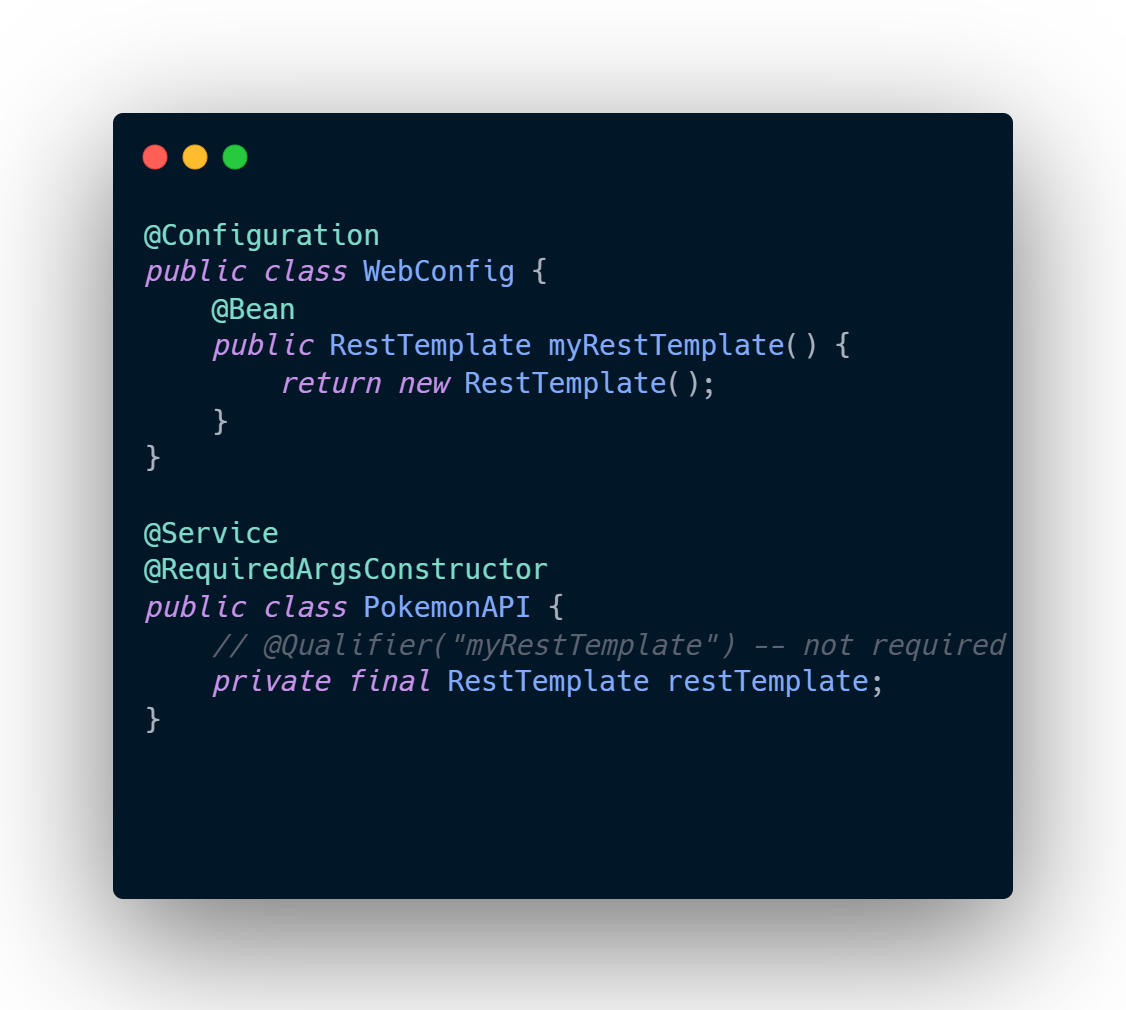 @Configuration
public class WebConfig {
    @Bean
    public RestTemplate myRestTemplate() {
        return new RestTemplate();
    }
}

@Service
@RequiredArgsConstructor
public class PokemonAPI {
    // @Qualifier("myRestTemplate") -- not required
    private final RestTemplate restTemplate;
}